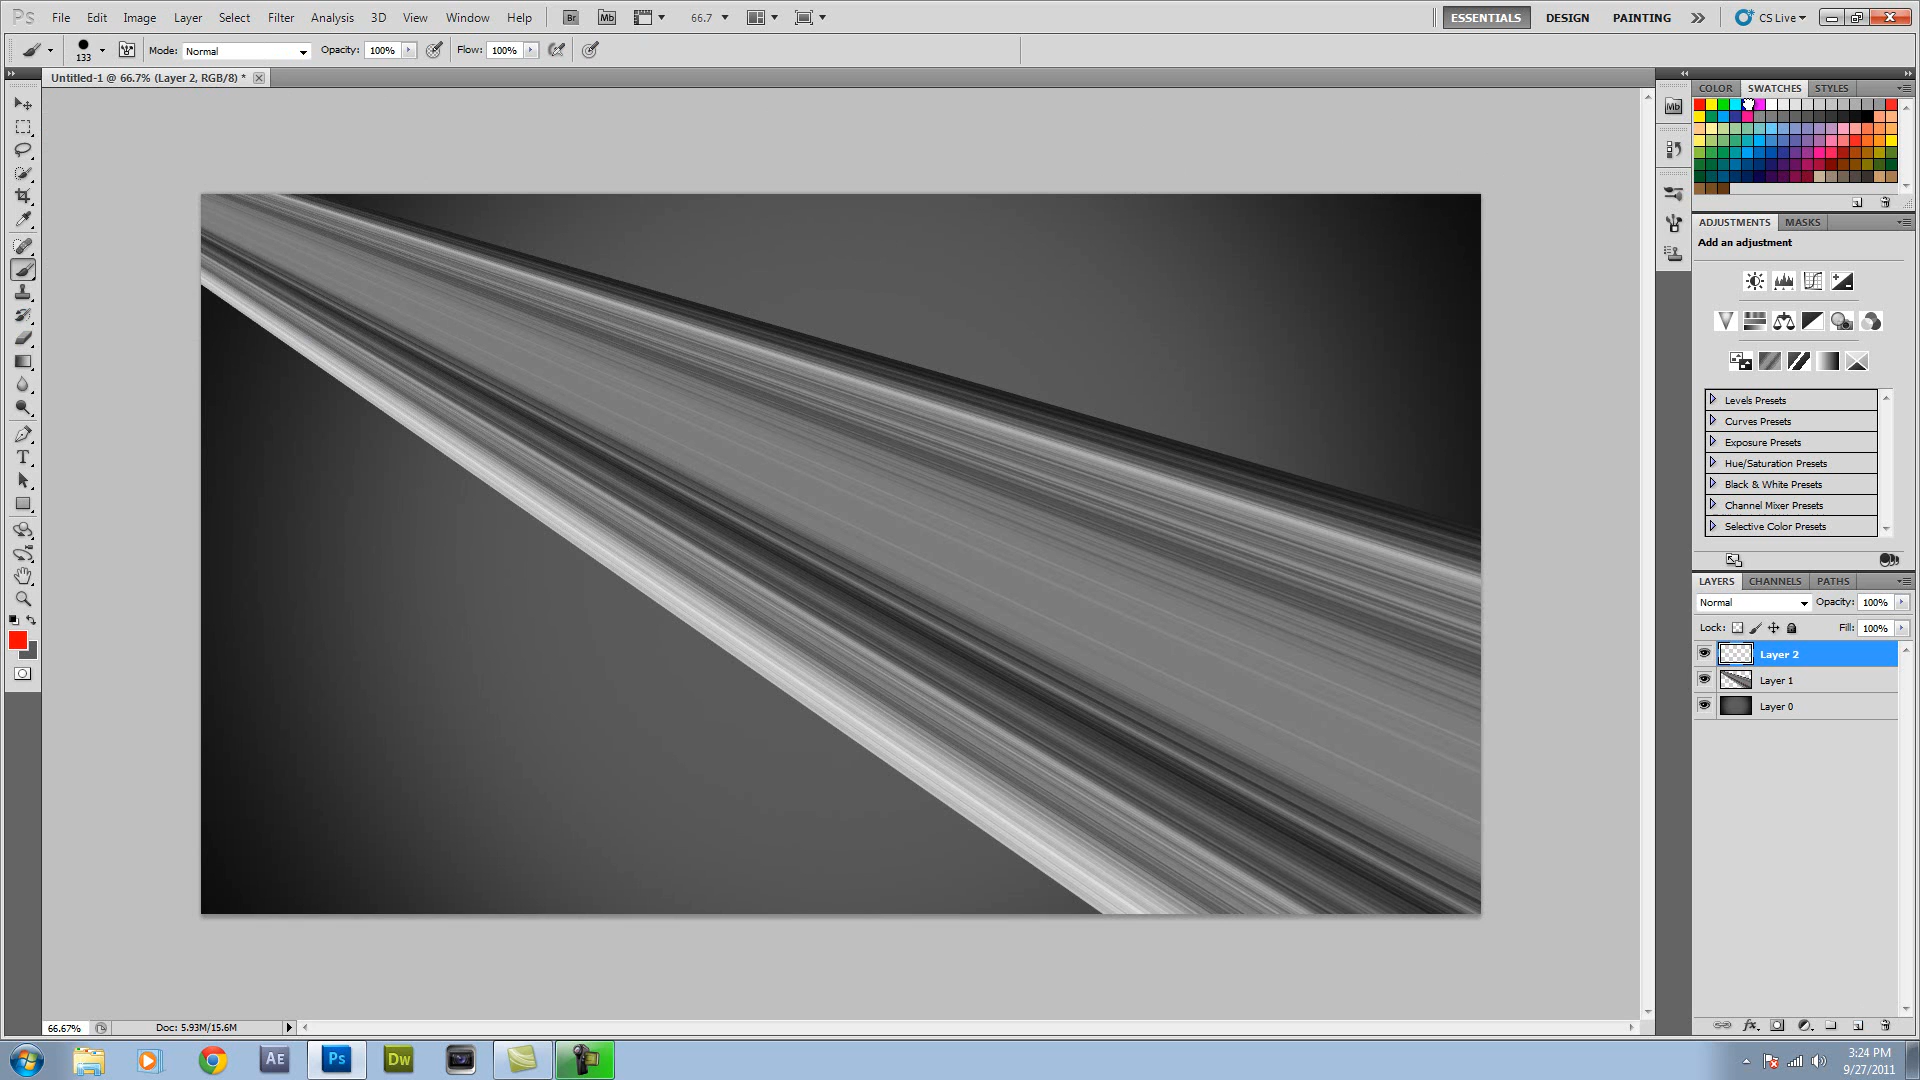 Ps File Edit Image Layer Select Filter Analysis 3D View Window Help Br Mb 66.7 ESSENTIALS DESIGN PAINTING CS Live
133 Mode: Normal Opacity: 100% Flow: 100%
Untitled-1 @ 66.7% (Layer 2, RGB/8) *
COLOR SWATCHES STYLES
Mb
ADJUSTMENTS MASKS
Add an adjustment
Levels Presets
Curves Presets
Exposure Presets
Hue/Saturation Presets
Black & White Presets
Channel Mixer Presets
Selective Color Presets
LAYERS CHANNELS PATHS
Normal Opacity: 100%
Lock: Fill: 100%
Layer 2
Layer 1
Layer 0
66.67% Doc: 5.93M/15.6M
AE Ps Dw
3:24 PM
9/27/2011